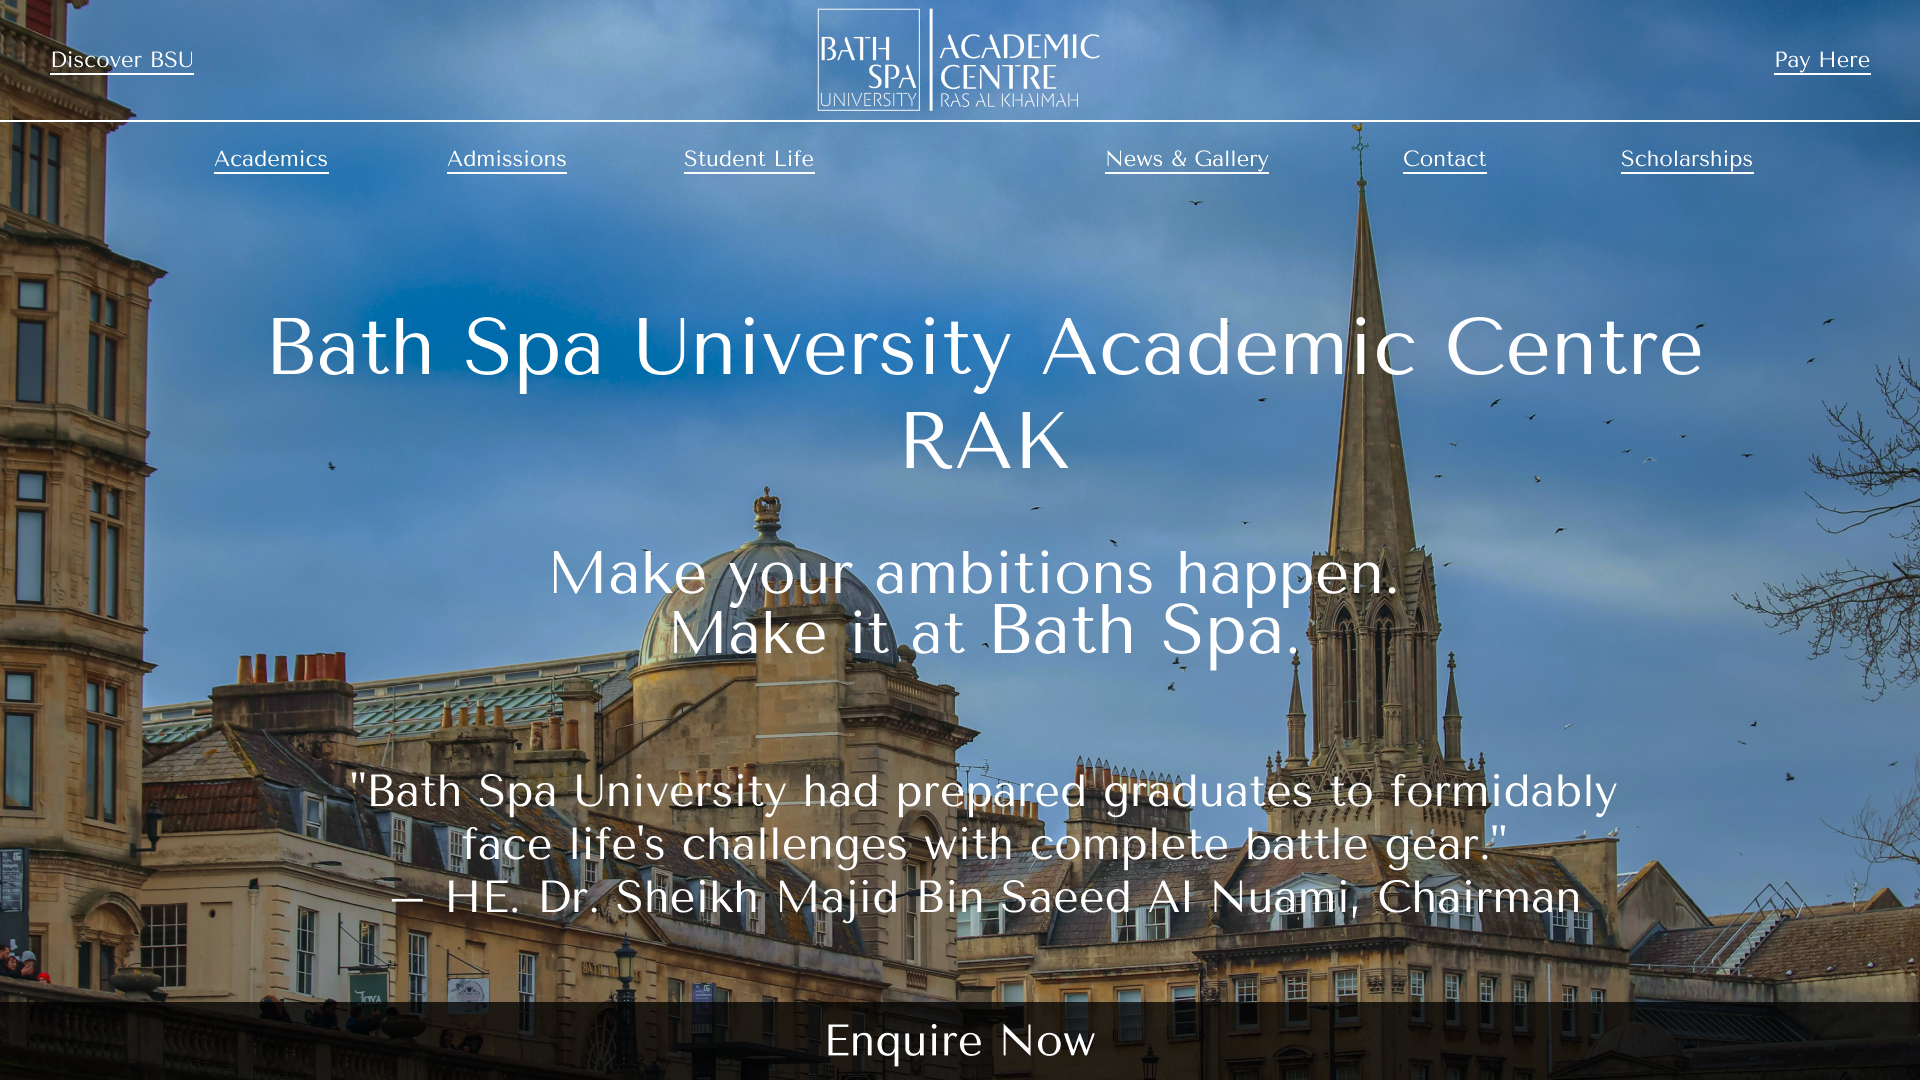 Discover BSU
BATH
SPA
UNIVERSITY
ACADEMIC
CENTRE
RAS AL KHAIMAH
Pay Here
Academics
Admissions
Student Life
News & Gallery
Contact
Scholarships
Bath Spa University Academic Centre
RAK
Make your ambitions happen.
Make it at Bath Spa.
"Bath Spa University had prepared graduates to formidably
face life's challenges with complete battle gear."
— HE. Dr. Sheikh Majid Bin Saeed Al Nuami, Chairman
Enquire Now